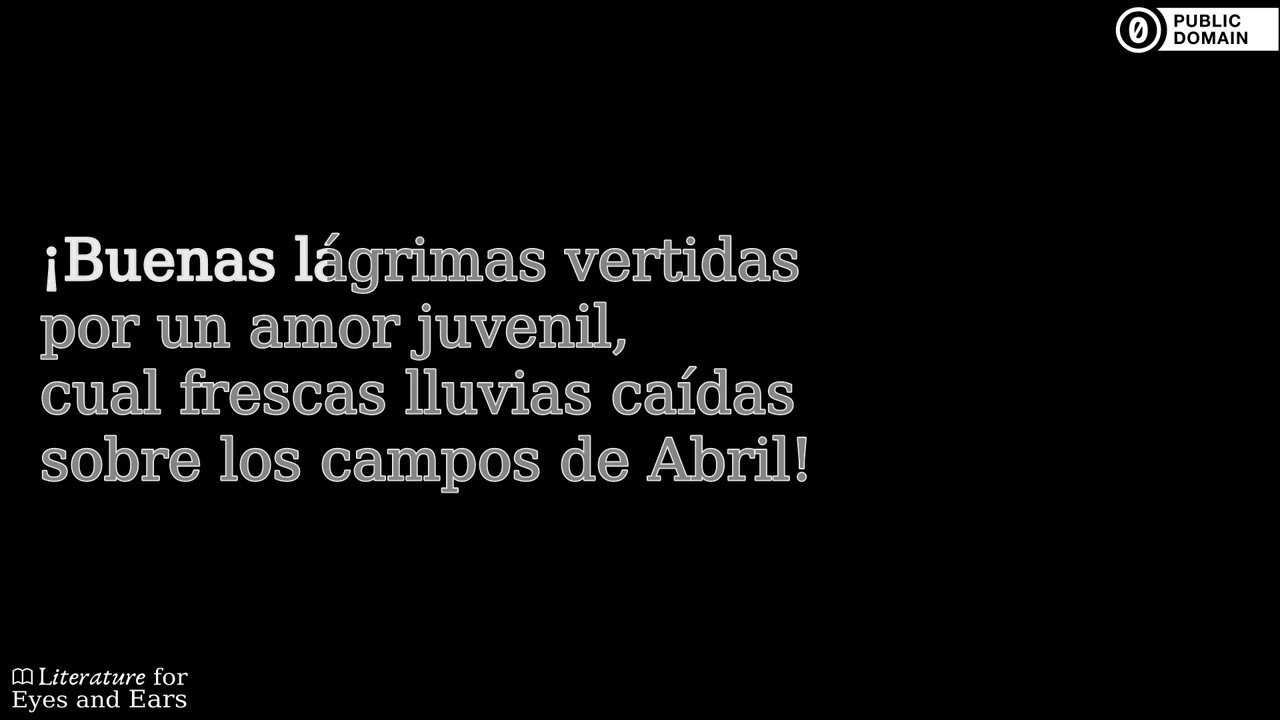 PUBLIC
DOMAIN
¡Buenas lágrimas vertidas
por un amor juvenil,
cual frescas lluvias caídas
sobre los campos de Abril!
Literature for
Eyes and Ears